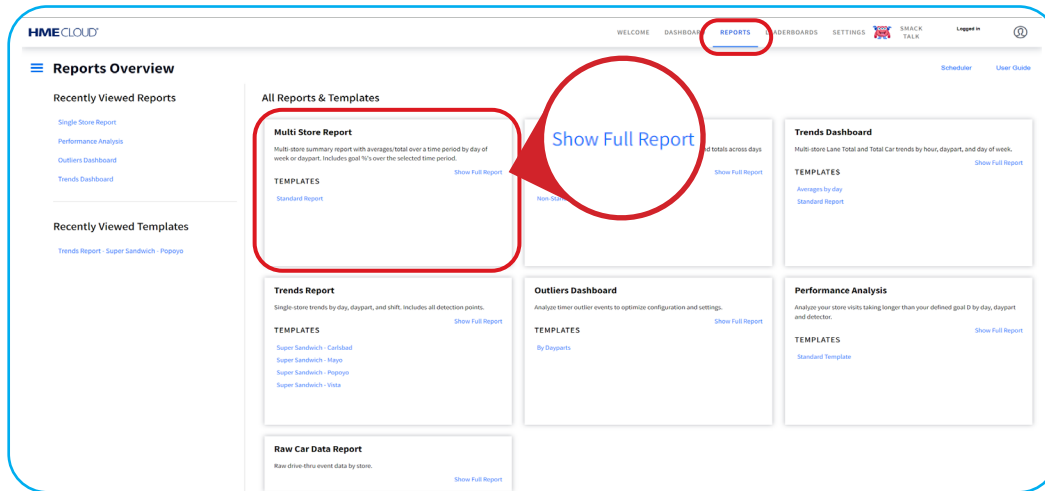 HME CLOUD®
WELCOME DASHBOARD REPORTS LEADERBOARDS SETTINGS SMACK TALK Logged in
Reports Overview
Scheduler User Guide
Recently Viewed Reports
Single Store Report
Performance Analysis
Outliers Dashboard
Trends Dashboard
Recently Viewed Templates
Trends Report - Super Sandwich - Popoyo
All Reports & Templates
Multi Store Report
Multi-store summary report with averages/total over a time period by day of
week or daypart. Includes goal %'s over the selected time period.
Show Full Report
TEMPLATES
Standard Report
Show Full Report
totals across days
Show Full Report
Trends Dashboard
Multi-store Lane Total and Total Car trends by hour, daypart, and day of week.
Show Full Report
TEMPLATES
Averages by day
Standard Report
Trends Report
Single-store trends by day, daypart, and shift. Includes all detection points.
Show Full Report
TEMPLATES
Super Sandwich - Carlsbad
Super Sandwich - Mayo
Super Sandwich - Popoyo
Super Sandwich - Vista
Outliers Dashboard
Analyze timer outlier events to optimize configuration and settings.
Show Full Report
TEMPLATES
By Dayparts
Performance Analysis
Analyze your store visits taking longer than your defined goal D by day, daypart
and detector.
Show Full Report
TEMPLATES
Standard Template
Raw Car Data Report
Raw drive-thru event data by store.
Show Full Report